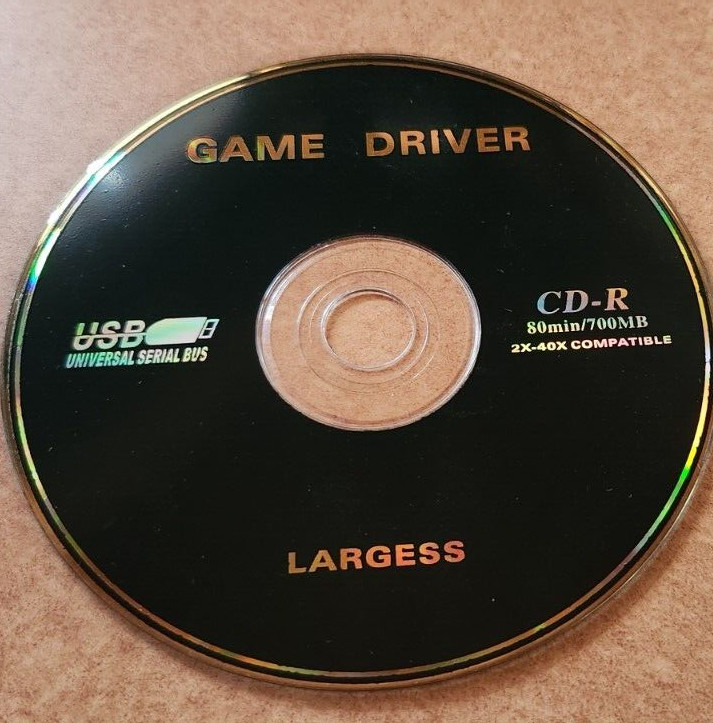 GAME DRIVER
USB
UNIVERSAL SERIAL BUS
CD-R
80min/700MB
2X-40X COMPATIBLE
LARGESS